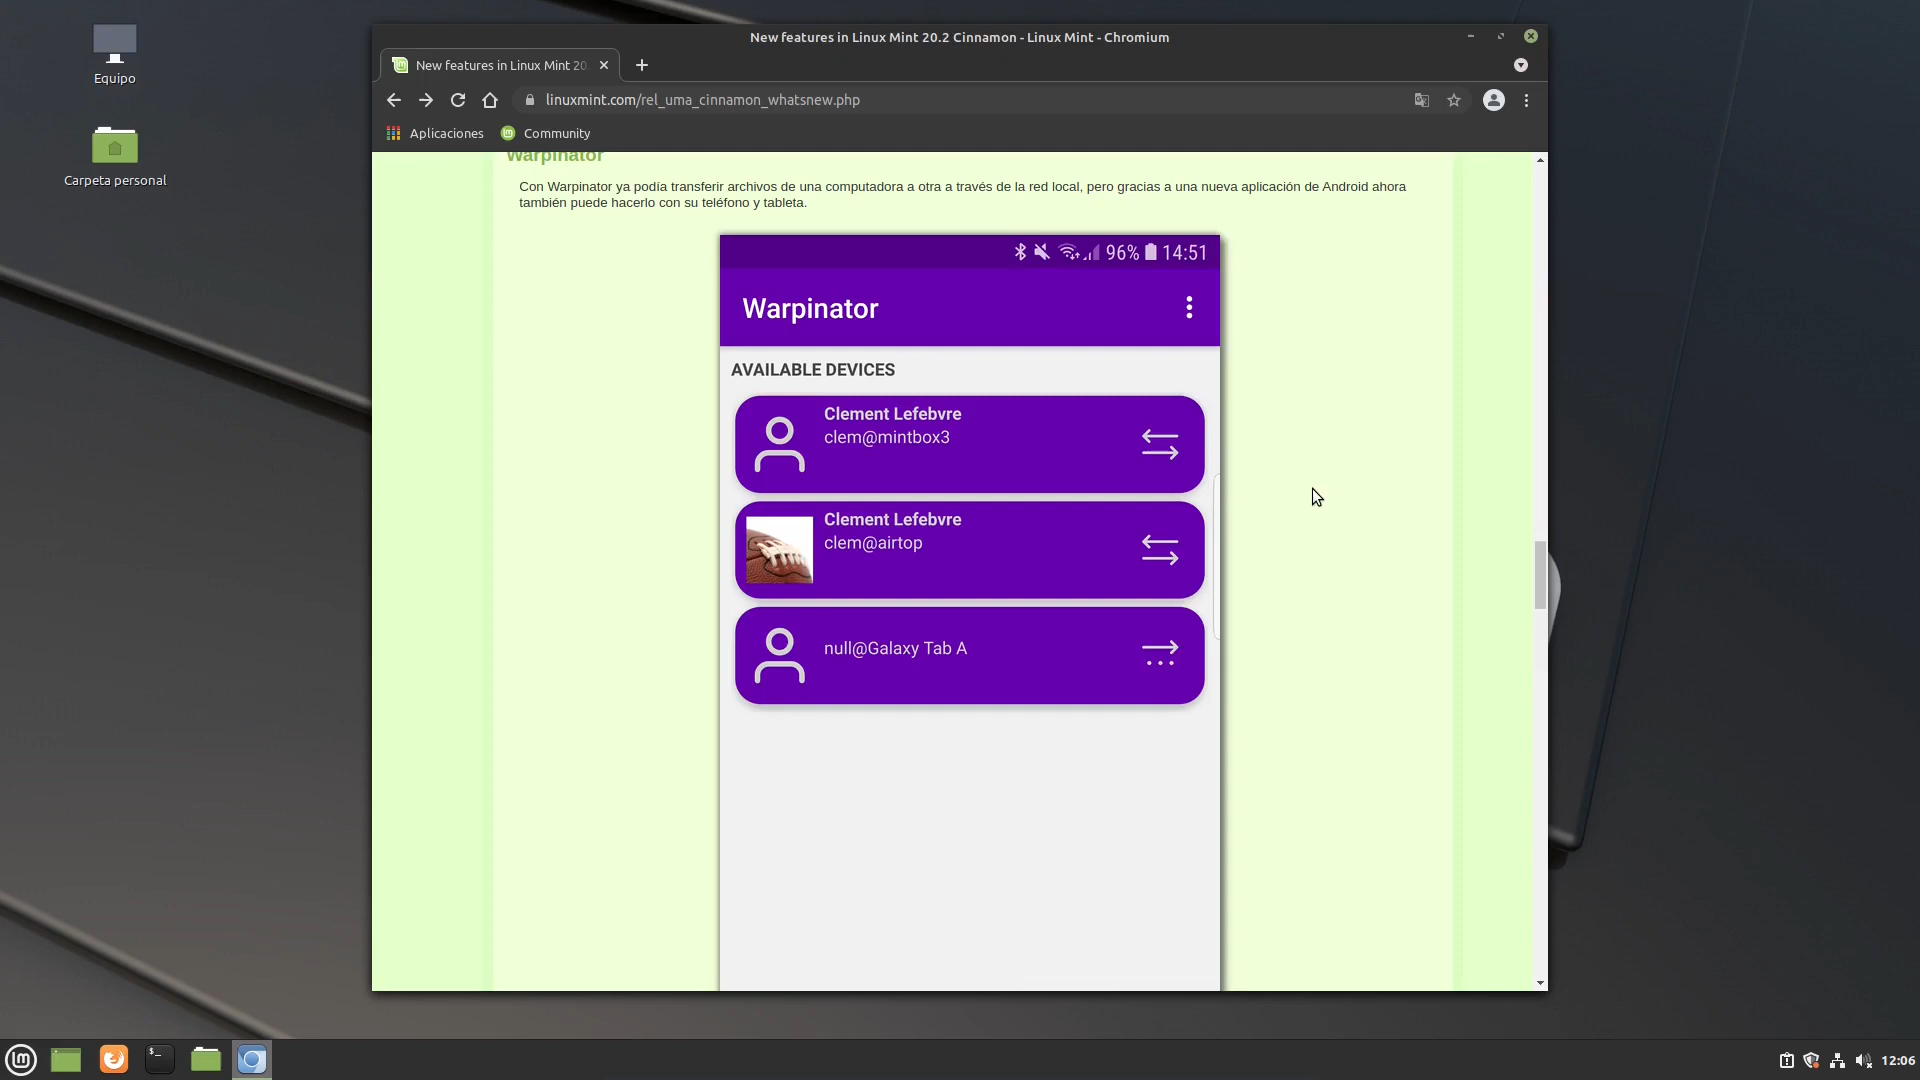 Equipo
Carpeta personal
New features in Linux Mint 20.2 Cinnamon - Linux Mint - Chromium
New features in Linux Mint 20
linuxmint.com/rel_uma_cinnamon_whatsnew.php
Aplicaciones
Community
Warpinator
Con Warpinator ya podía transferir archivos de una computadora a otra a través de la red local, pero gracias a una nueva aplicación de Android ahora
también puede hacerlo con su teléfono y tableta.
96% 14:51
Warpinator
AVAILABLE DEVICES
Clement Lefebvre
clem@mintbox3
Clement Lefebvre
clem@airtop
null@Galaxy Tab A
12:06